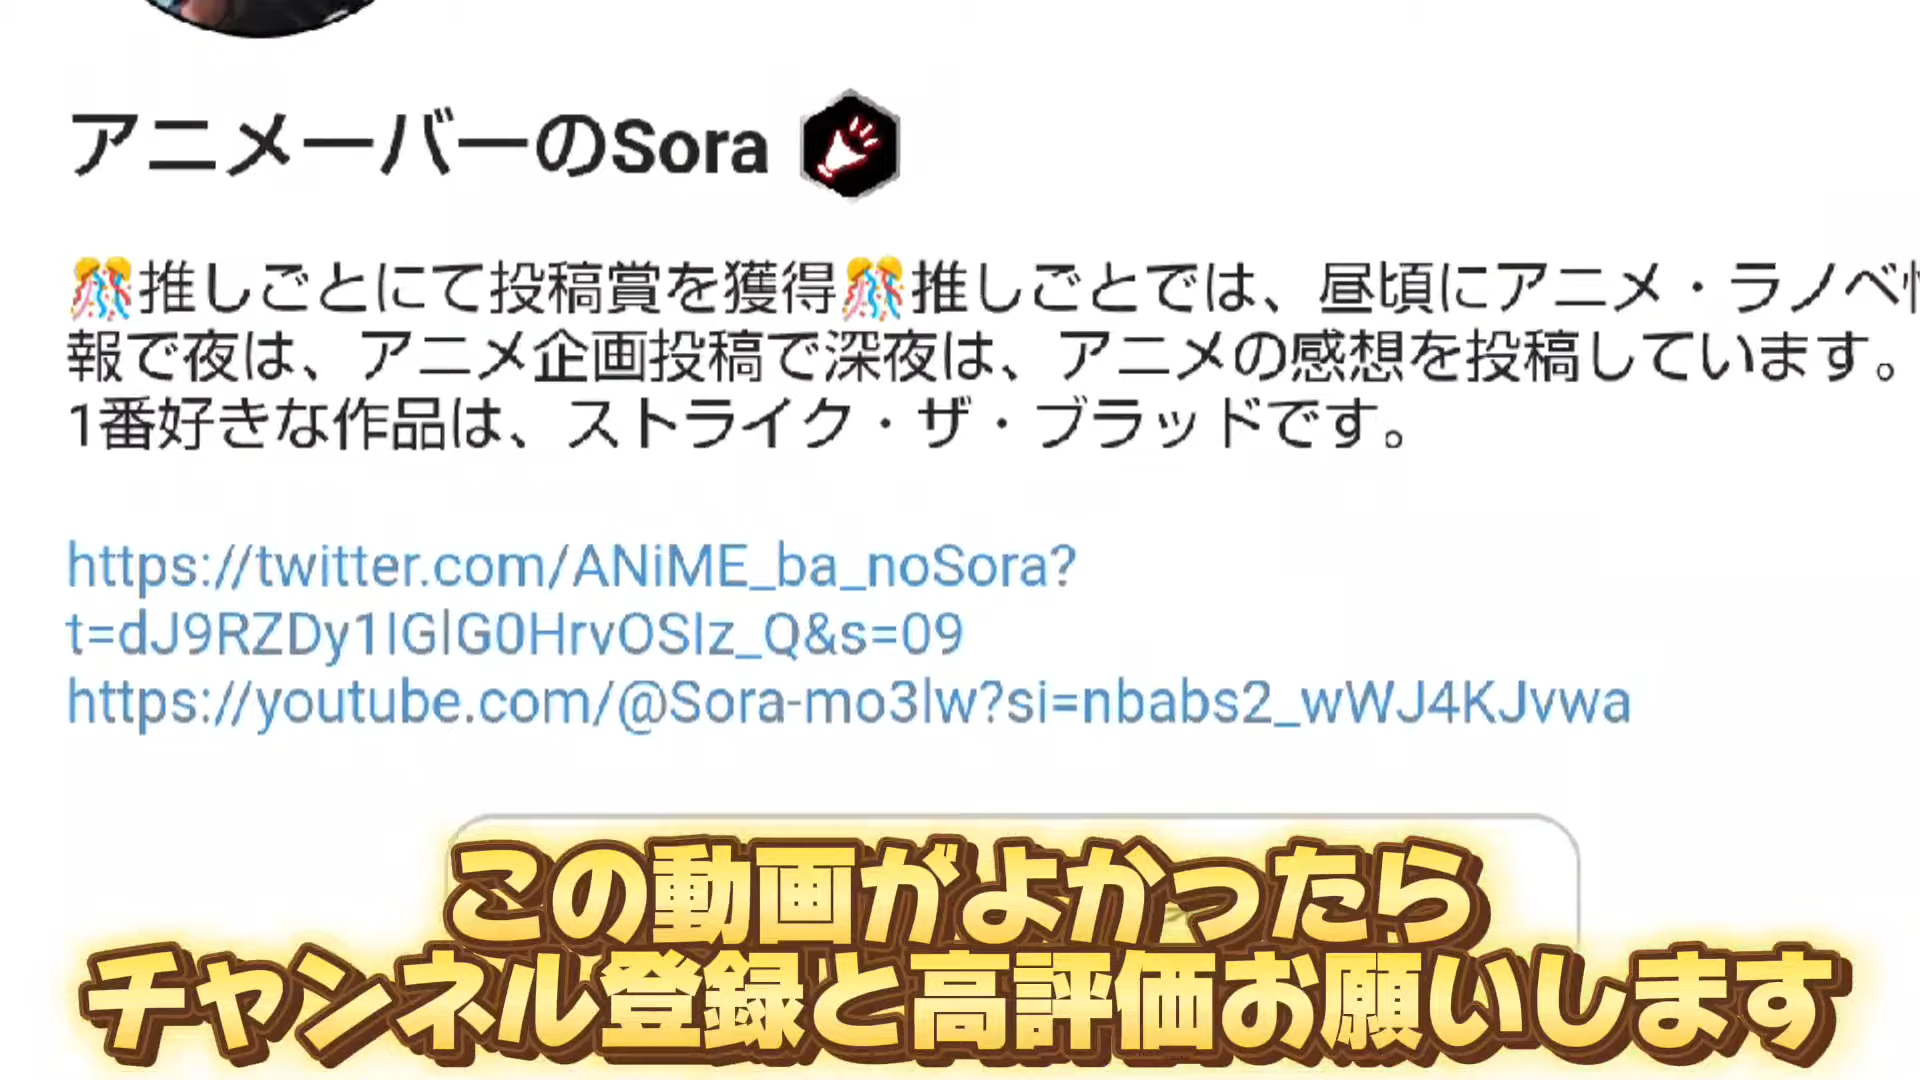 アニメーバーのSora
🎊推しごとにて投稿賞を獲得🎊推しごとでは、昼頃にアニメ・ラノベ情
報で夜は、アニメ企画投稿で深夜は、アニメの感想を投稿しています。
1番好きな作品は、ストライク・ザ・ブラッドです。
https://twitter.com/ANiME_ba_noSora?
t=dJ9RZDy1IGlG0HrvOSIz_Q&s=09
https://youtube.com/@Sora-mo3lw?si=nbabs2_wWJ4KJvwa
この動画がよかったら
チャンネル登録と高評価お願いします